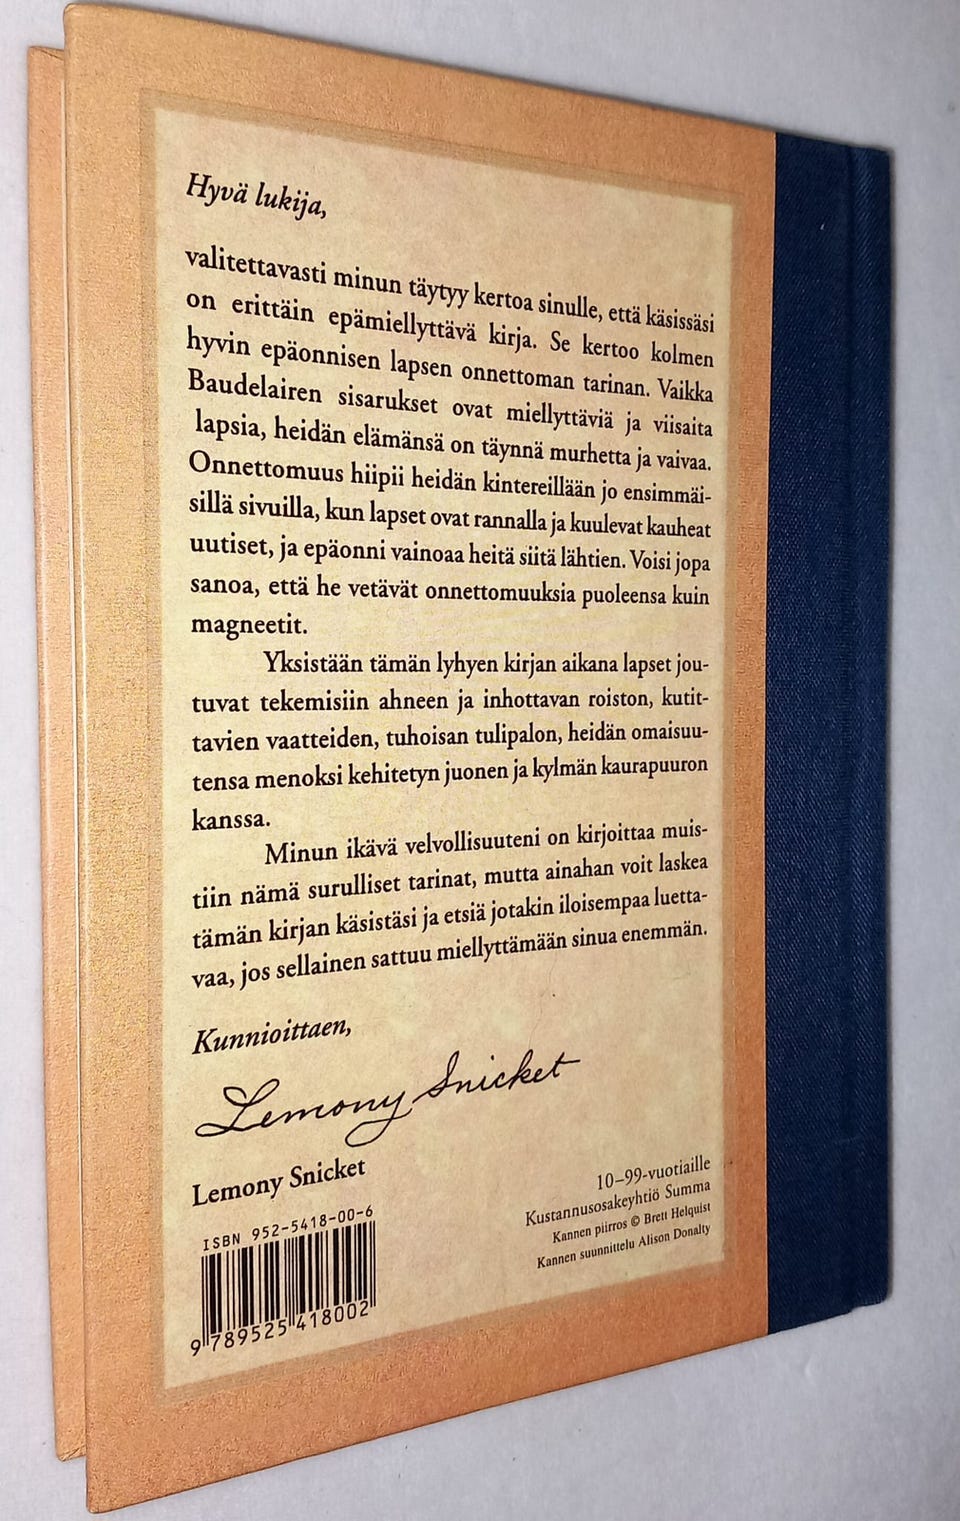 Hyvä lukija,
valitettavasti minun täytyy kertoa sinulle, että käsissäsi
on erittäin epämiellyttävä kirja. Se kertoo kolmen
hyvin epäonnisen lapsen onnettoman tarinan. Vaikka
Baudelairen sisarukset ovat miellyttäviä ja viisaita
lapsia, heidän elämänsä on täynnä murhetta ja vaivaa.
Onnettomuus hiipii heidän kintereillään jo ensimmäi-
sillä sivuilla, kun lapset ovat rannalla ja kuulevat kauheat
uutiset, ja epäonni vainoaa heitä siitä lähtien. Voisi jopa
sanoa, että he vetävät onnettomuuksia puoleensa kuin
magneetit.
Yksistään tämän lyhyen kirjan aikana lapset jou-
tuvat tekemisiin ahneen ja inhottavan roiston, kutit-
tavien vaatteiden, tuhoisan tulipalon, heidän omaisuu-
tensa menoksi kehitetyn juonen ja kylmän kaurapuuron
kanssa.
Minun ikävä velvollisuuteni on kirjoittaa muis-
tiin nämä surulliset tarinat, mutta ainahan voit laskea
tämän kirjan käsistäsi ja etsiä jotakin iloisempaa luetta-
vaa, jos sellainen sattuu miellyttämään sinua enemmän.
Kunnioittaen,
Lemony Snicket
Lemony Snicket
ISBN 952-5418-00-6
9 789525 418002
10–99-vuotiaille
Kustannusosakeyhtiö Summa
Kannen piirros © Brett Helquist
Kannen suunnittelu Alison Donalty